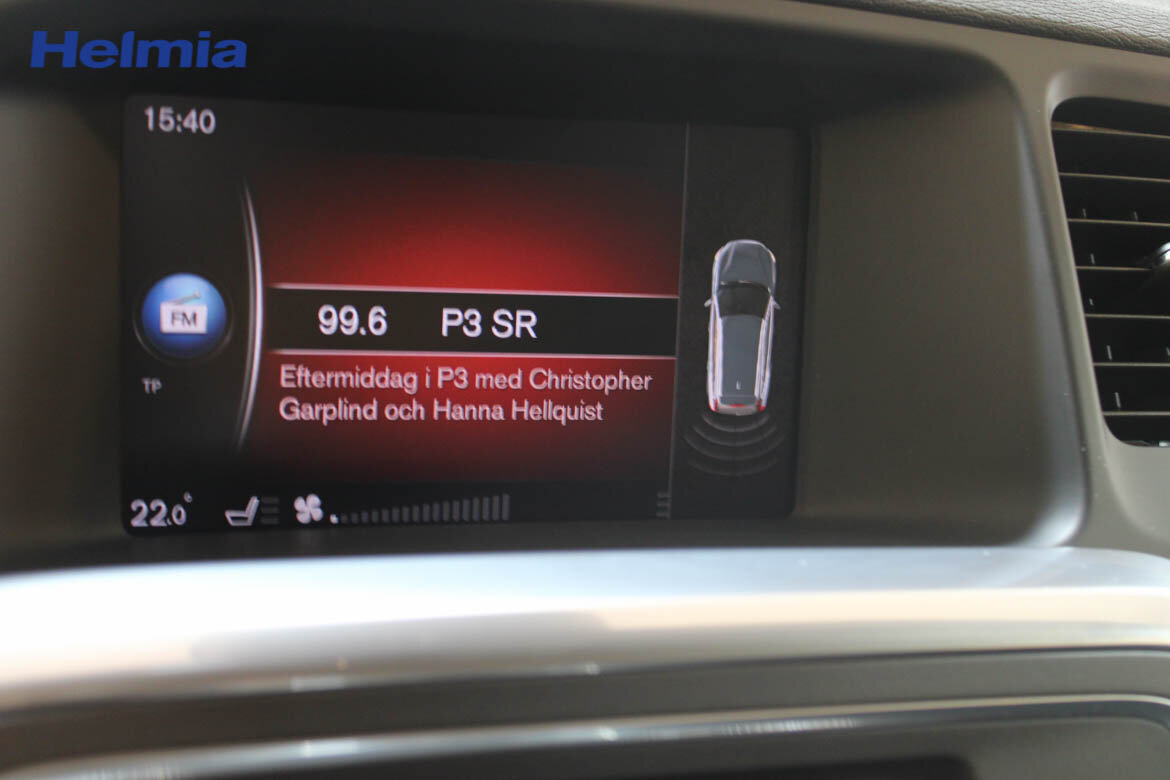 Helmia
15:40
FM
99.6 P3 SR
TP
Eftermiddag i P3 med Christopher
Garplind och Hanna Hellquist
22.0°